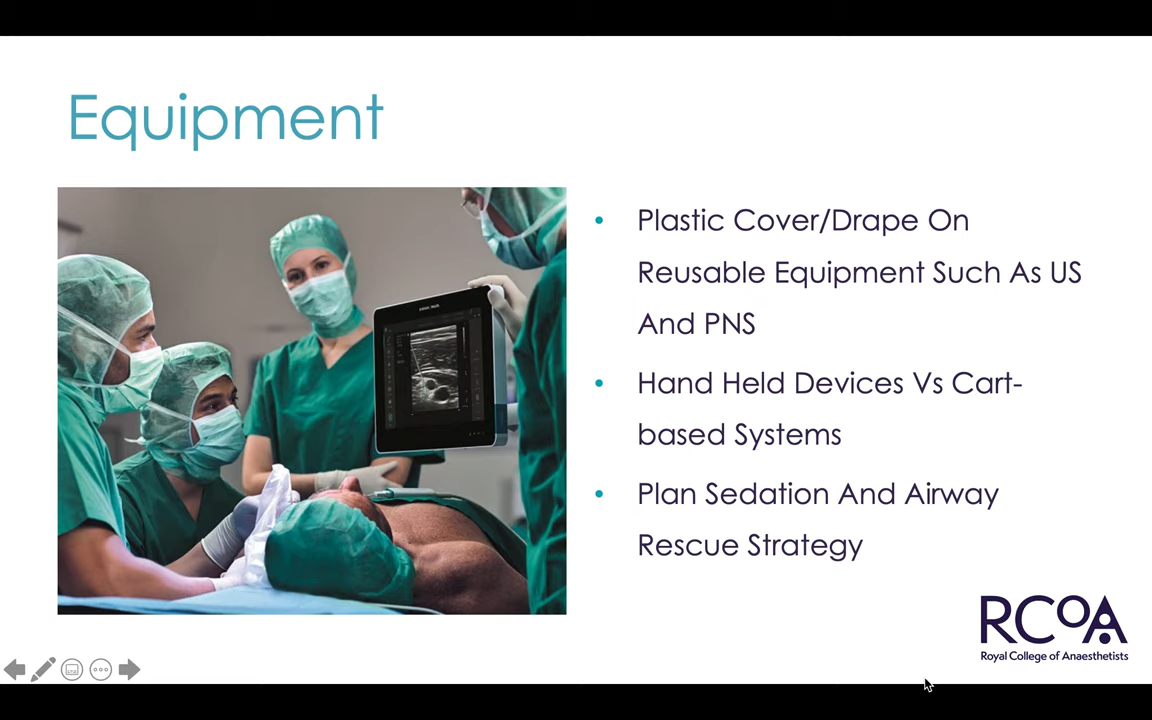 Equipment
• Plastic Cover/Drape On
Reusable Equipment Such As US
And PNS
• Hand Held Devices Vs Cart-
based Systems
• Plan Sedation And Airway
Rescue Strategy
RCOA
Royal College of Anaesthetists